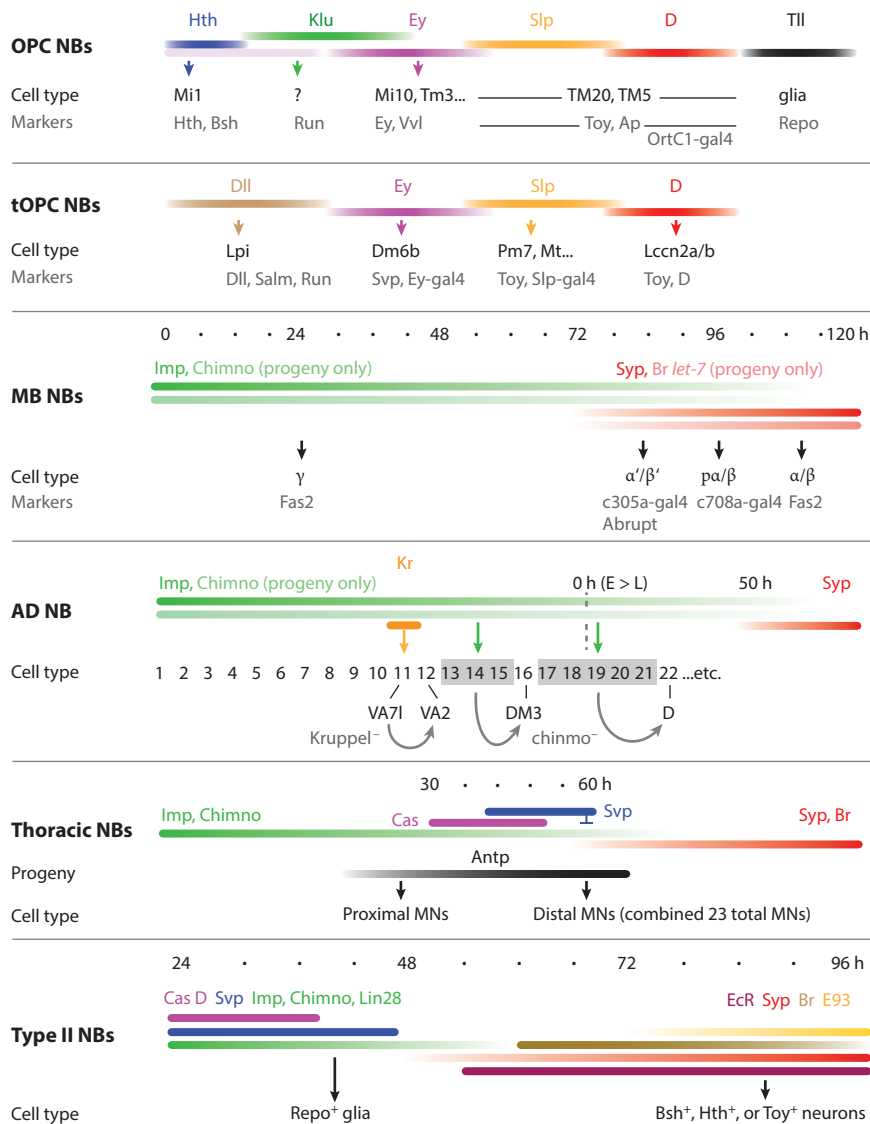 Hth Klu Ey Slp D Tll
OPC NBs
Cell type Mi1 ? Mi10, Tm3... TM20, TM5 glia
Markers Hth, Bsh Run Ey, Vvl Toy, Ap Repo
OrtC1-gal4
Dll Ey Slp D
tOPC NBs
Cell type Lpi Dm6b Pm7, Mt... Lccn2a/b
Markers Dll, Salm, Run Svp, Ey-gal4 Toy, Slp-gal4 Toy, D
0 · · 24 · · 48 · · 72 · · 96 · · 120 h
Imp, Chimno (progeny only) Syp, Br let-7 (progeny only)
MB NBs
Cell type γ α′/β′ pα/β α/β
Markers Fas2 c305a-gal4 c708a-gal4 Fas2
Abrupt
Kr
Imp, Chimno (progeny only) 0 h (E > L) 50 h Syp
AD NB
Cell type 1 2 3 4 5 6 7 8 9 10 11 12 13 14 15 16 17 18 19 20 21 22 ...etc.
VA7l VA2 DM3 D
Kruppel⁻ chinmo⁻
30 · · · · 60 h
Imp, Chimno Cas Svp Syp, Br
Thoracic NBs
Antp
Progeny
Cell type Proximal MNs Distal MNs (combined 23 total MNs)
24 · · · 48 · · · 72 · · · 96 h
Cas D Svp Imp, Chimno, Lin28 EcR Syp Br E93
Type II NBs
Cell type Repo⁺ glia Bsh⁺, Hth⁺, or Toy⁺ neurons